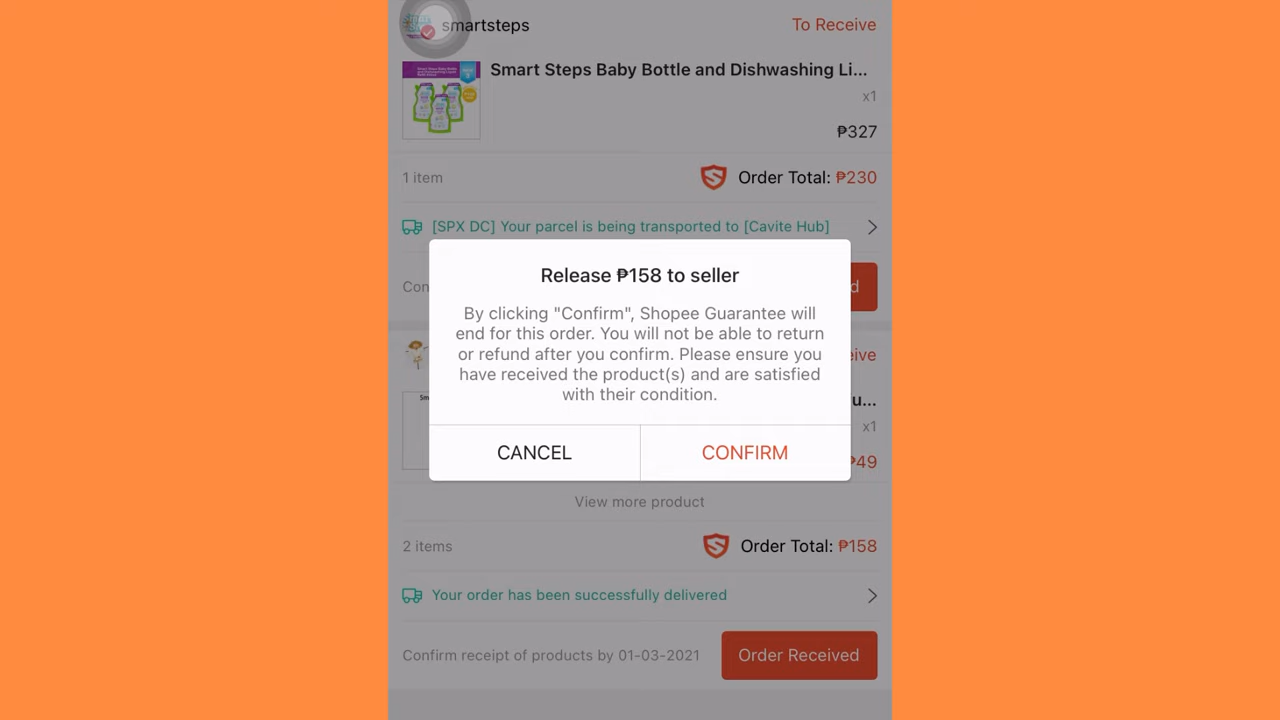 smartsteps
To Receive
Smart Steps Baby Bottle and Dishwashing Li...
x1
₱327
1 item
Order Total: ₱230
[SPX DC] Your parcel is being transported to [Cavite Hub]
Con
d
Release ₱158 to seller
By clicking "Confirm", Shopee Guarantee will
end for this order. You will not be able to return
or refund after you confirm. Please ensure you
have received the product(s) and are satisfied
with their condition.
CANCEL
CONFIRM
eive
u...
x1
₱49
View more product
2 items
Order Total: ₱158
Your order has been successfully delivered
Confirm receipt of products by 01-03-2021
Order Received